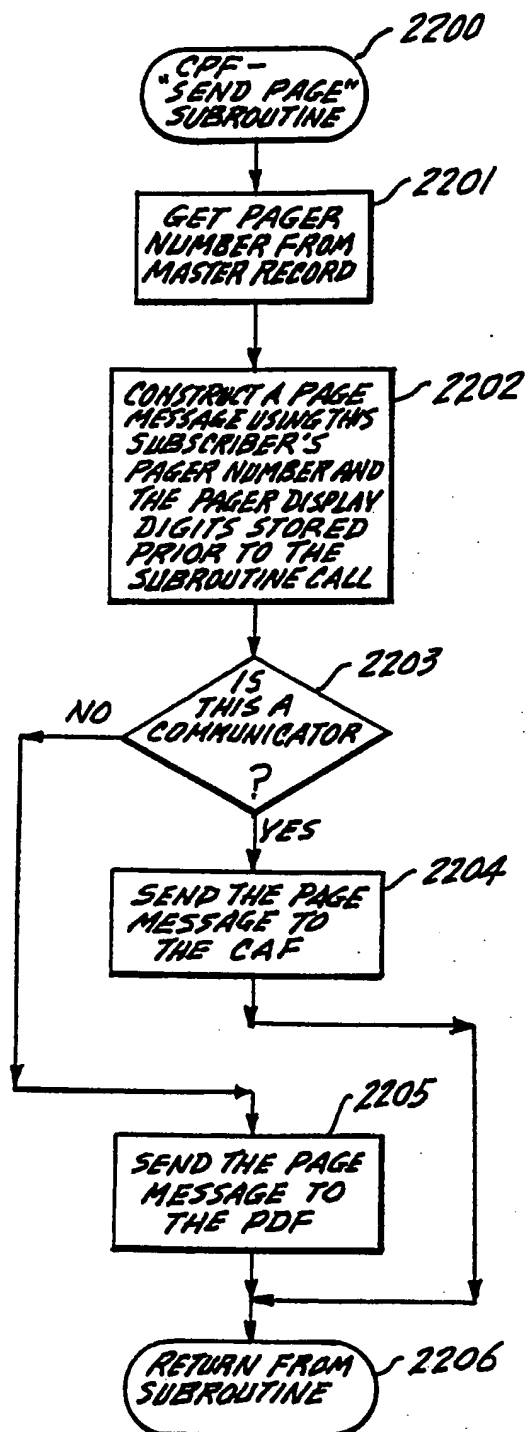 2200
"CPF-
"SEND PAGE"
SUBROUTINE
2201
GET PAGER
NUMBER FROM
MASTER RECORD
2202
CONSTRUCT A PAGE
MESSAGE USING THIS
SUBSCRIBER'S
PAGER NUMBER AND
THE PAGER DISPLAY
DIGITS STORED
PRIOR TO THE
SUBROUTINE CALL
2203
IS
THIS A
COMMUNICATOR
?
NO
YES
2204
SEND THE PAGE
MESSAGE TO
THE CAF
2205
SEND THE PAGE
MESSAGE TO
THE PDF
2206
RETURN FROM
SUBROUTINE